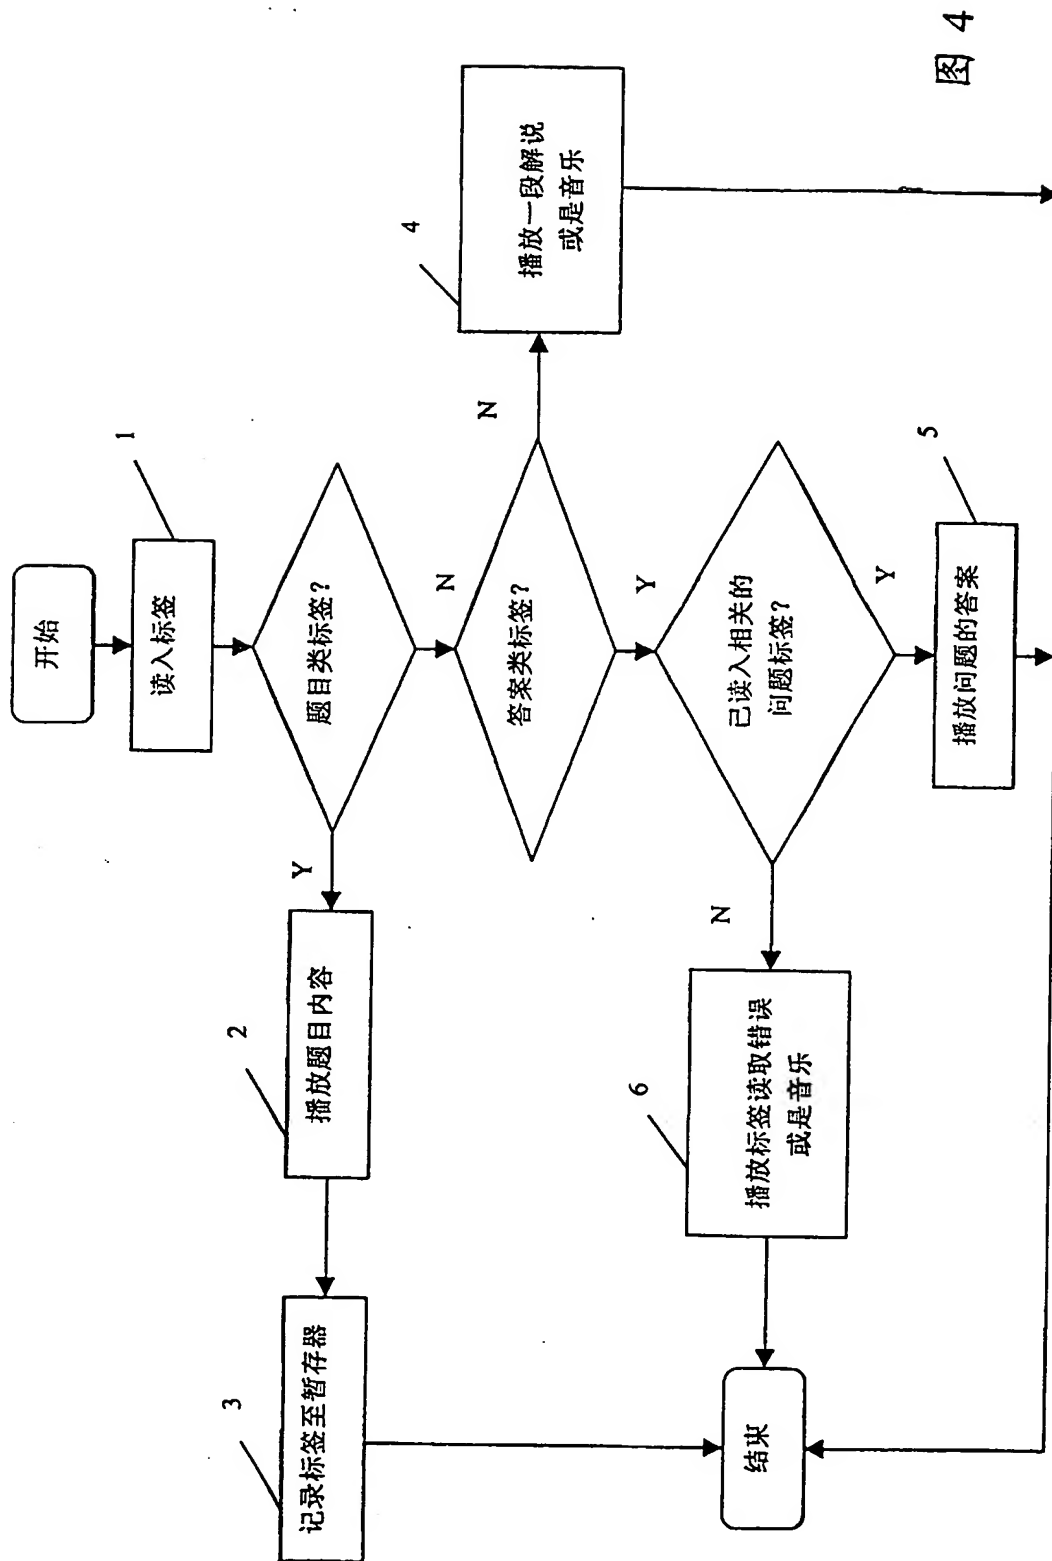 开始
读入标签
1
题目类标签？
Y
N
播放题目内容
2
记录标签至暂存器
3
答案类标签？
N
Y
播放一段解说
或是音乐
4
已读入相关的
问题标签？
N
Y
播放标签读取错误
或是音乐
6
播放问题的答案
5
结束
图 4